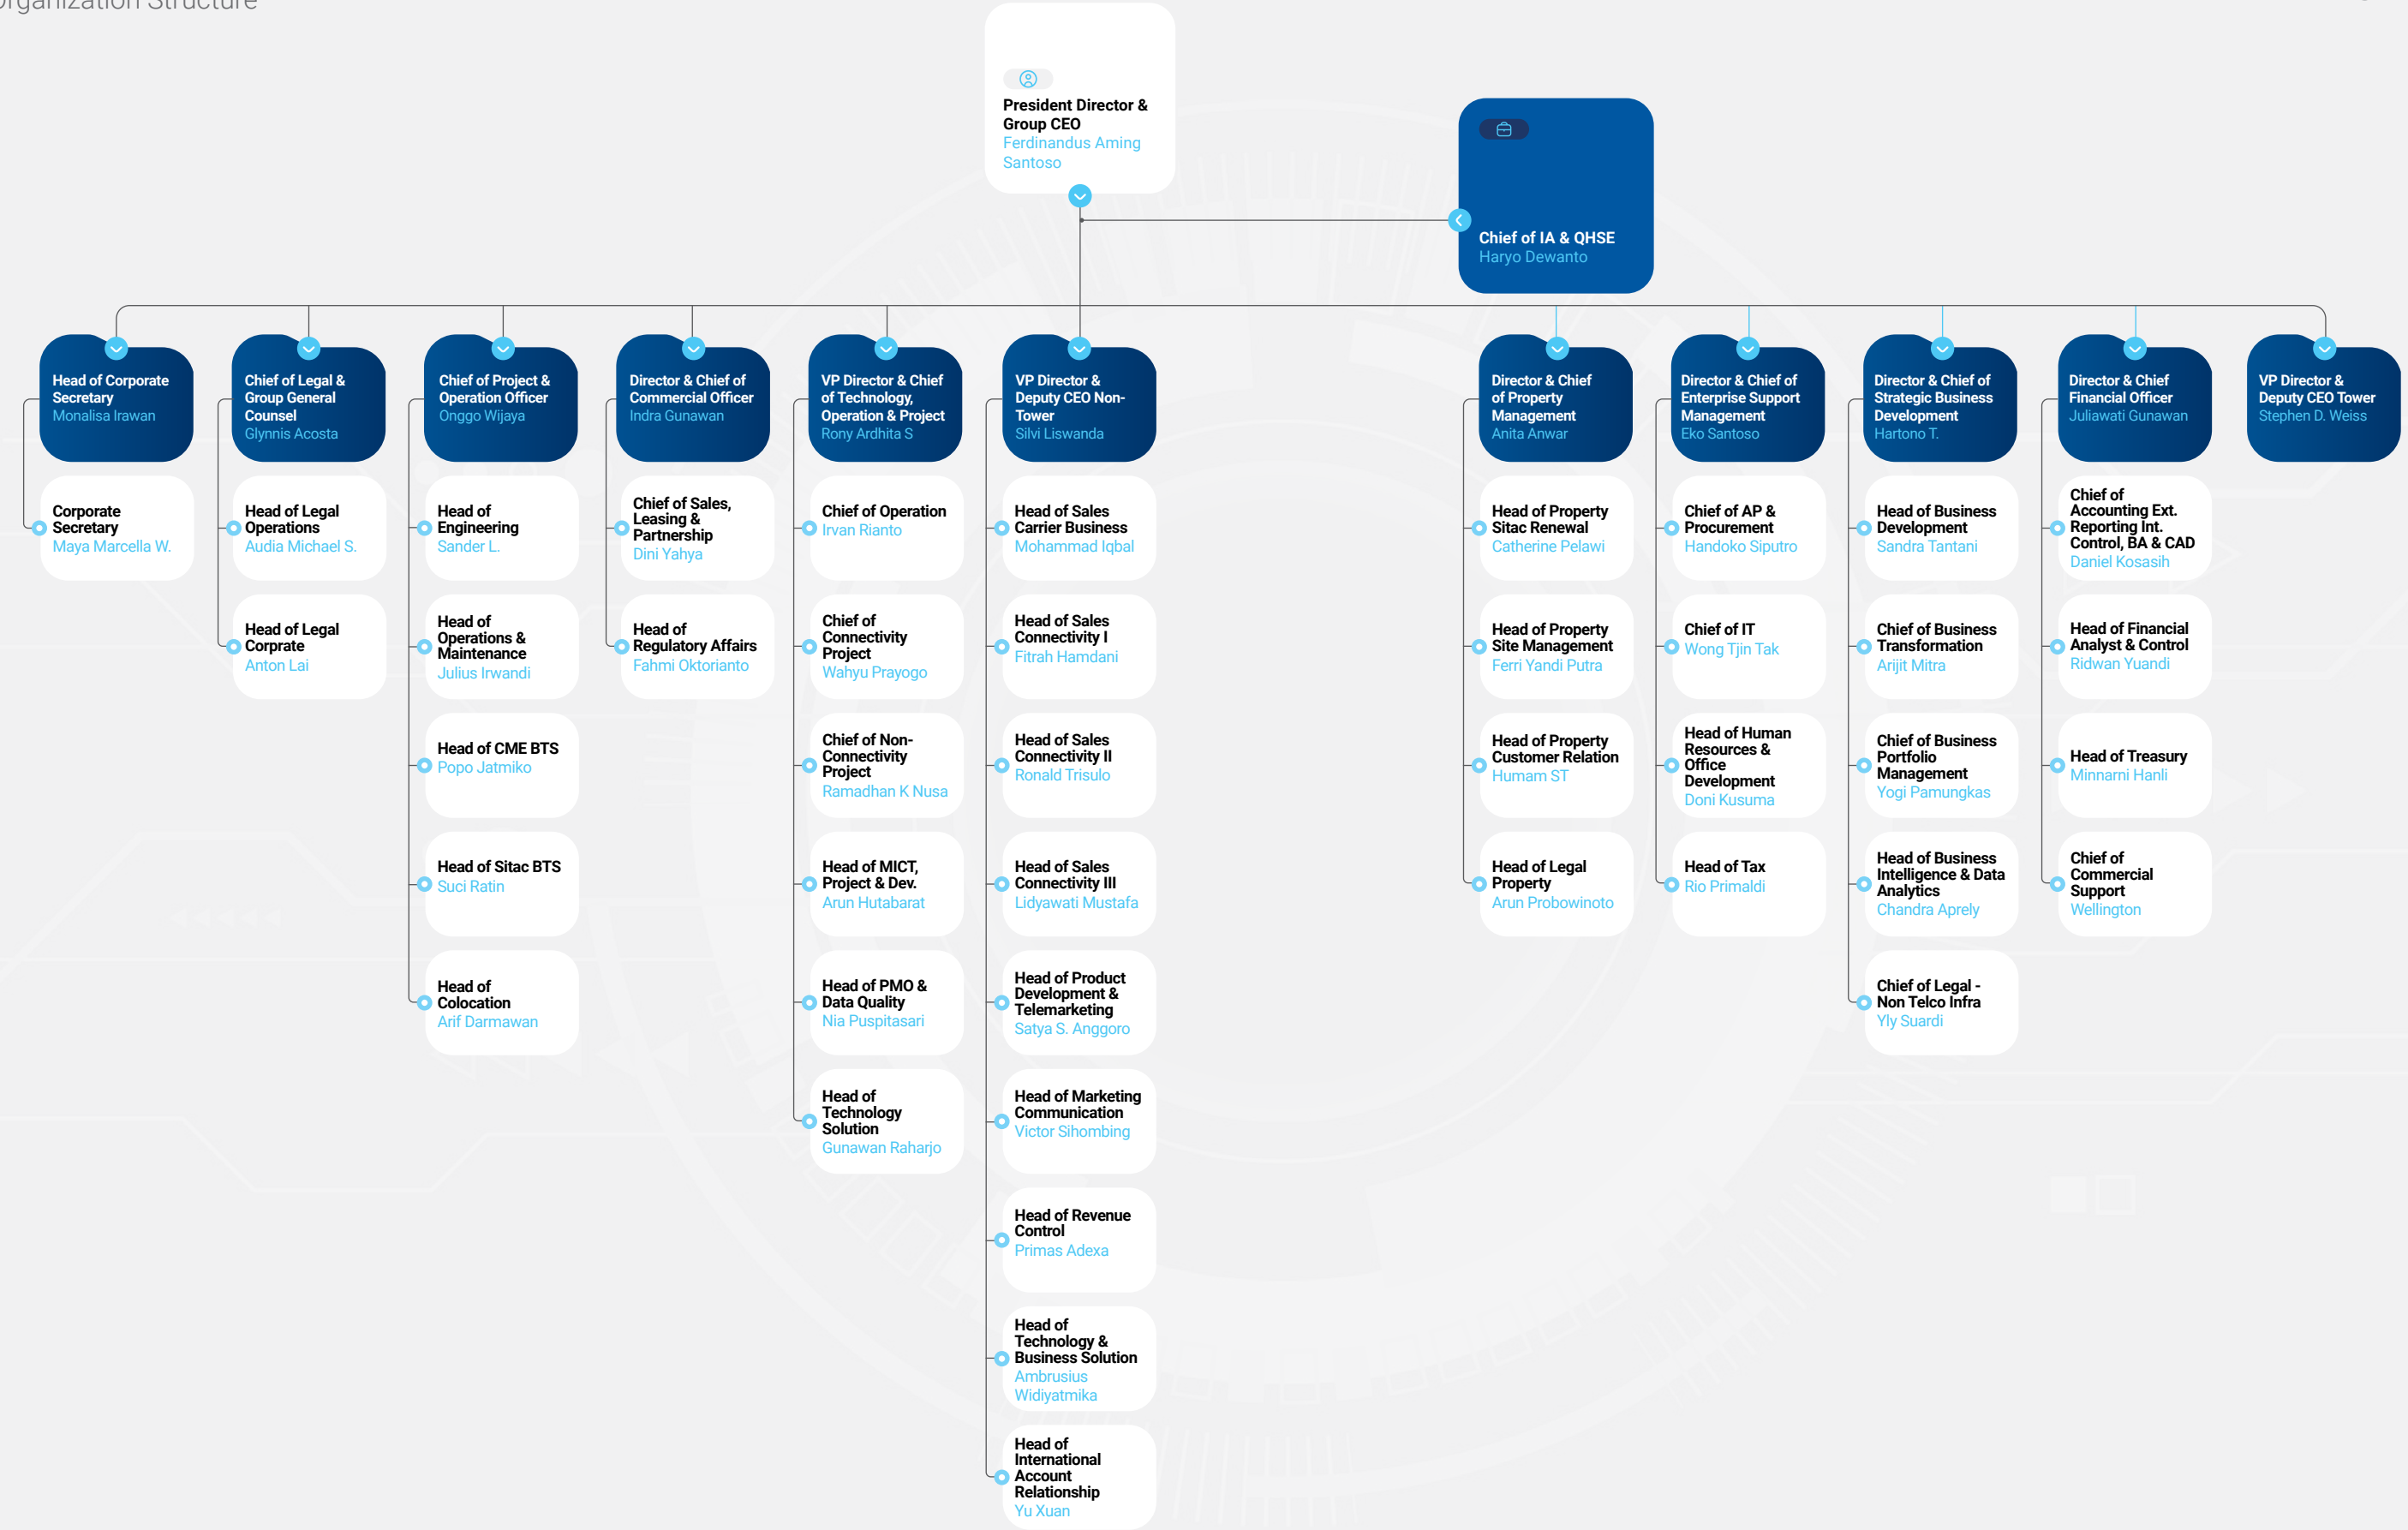 Organization Structure
President Director &
Group CEO
Ferdinandus Aming
Santoso
Chief of IA & QHSE
Haryo Dewanto
Head of Corporate
Secretary
Monalisa Irawan
Corporate
Secretary
Maya Marcella W.
Chief of Legal &
Group General
Counsel
Glynnis Acosta
Head of Legal
Operations
Audia Michael S.
Head of Legal
Corprate
Anton Lai
Chief of Project &
Operation Officer
Onggo Wijaya
Head of
Engineering
Sander L.
Head of
Operations &
Maintenance
Julius Irwandi
Head of CME BTS
Popo Jatmiko
Head of Sitac BTS
Suci Ratin
Head of
Colocation
Arif Darmawan
Director & Chief of
Commercial Officer
Indra Gunawan
Chief of Sales,
Leasing &
Partnership
Dini Yahya
Head of
Regulatory Affairs
Fahmi Oktorianto
VP Director & Chief
of Technology,
Operation & Project
Rony Ardhita S
Chief of Operation
Irvan Rianto
Chief of
Connectivity
Project
Wahyu Prayogo
Chief of Non-
Connectivity
Project
Ramadhan K Nusa
Head of MICT,
Project & Dev.
Arun Hutabarat
Head of PMO &
Data Quality
Nia Puspitasari
Head of
Technology
Solution
Gunawan Raharjo
VP Director &
Deputy CEO Non-
Tower
Silvi Liswanda
Head of Sales
Carrier Business
Mohammad Iqbal
Head of Sales
Connectivity I
Fitrah Hamdani
Head of Sales
Connectivity II
Ronald Trisulo
Head of Sales
Connectivity III
Lidyawati Mustafa
Head of Product
Development &
Telemarketing
Satya S. Anggoro
Head of Marketing
Communication
Victor Sihombing
Head of Revenue
Control
Primas Adexa
Head of
Technology &
Business Solution
Ambrusius
Widiyatmika
Head of
International
Account
Relationship
Yu Xuan
Director & Chief
of Property
Management
Anita Anwar
Head of Property
Sitac Renewal
Catherine Pelawi
Head of Property
Site Management
Ferri Yandi Putra
Head of Property
Customer Relation
Humam ST
Head of Legal
Property
Arun Probowinoto
Director & Chief of
Enterprise Support
Management
Eko Santoso
Chief of AP &
Procurement
Handoko Siputro
Chief of IT
Wong Tjin Tak
Head of Human
Resources &
Office
Development
Doni Kusuma
Head of Tax
Rio Primaldi
Director & Chief of
Strategic Business
Development
Hartono T.
Head of Business
Development
Sandra Tantani
Chief of Business
Transformation
Arijit Mitra
Chief of Business
Portfolio
Management
Yogi Pamungkas
Head of Business
Intelligence & Data
Analytics
Chandra Aprely
Chief of Legal -
Non Telco Infra
Yly Suardi
Director & Chief
Financial Officer
Juliawati Gunawan
Chief of
Accounting Ext.
Reporting Int.
Control, BA & CAD
Daniel Kosasih
Head of Financial
Analyst & Control
Ridwan Yuandi
Head of Treasury
Minnarni Hanli
Chief of
Commercial
Support
Wellington
VP Director &
Deputy CEO Tower
Stephen D. Weiss